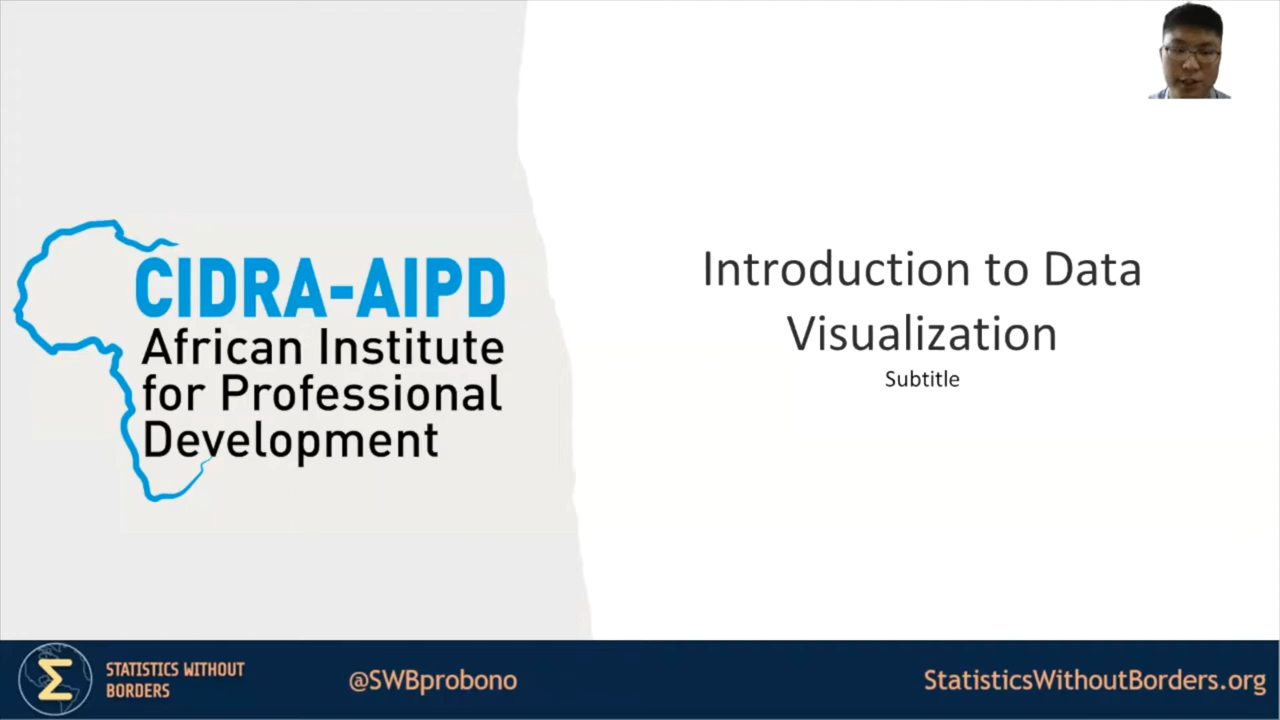 CIDRA-AIPD
African Institute
for Professional
Development
Introduction to Data
Visualization
Subtitle
STATISTICS WITHOUT
BORDERS
@SWBprobono
StatisticsWithoutBorders.org